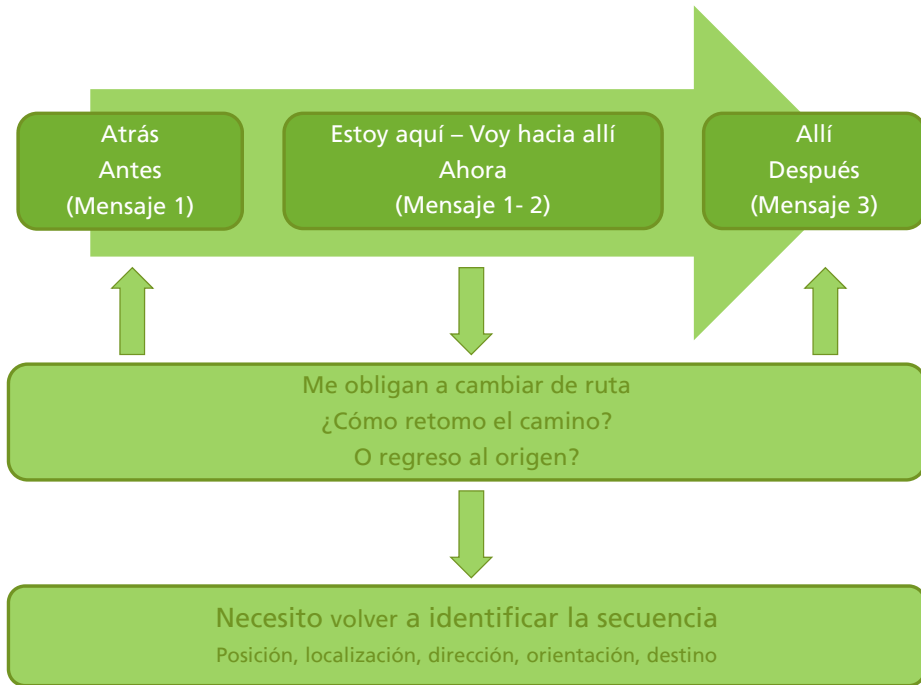 Atrás
Antes
(Mensaje 1)
Estoy aquí – Voy hacia allí
Ahora
(Mensaje 1- 2)
Allí
Después
(Mensaje 3)
Me obligan a cambiar de ruta
¿Cómo retomo el camino?
O regreso al origen?
Necesito volver a identificar la secuencia
Posición, localización, dirección, orientación, destino